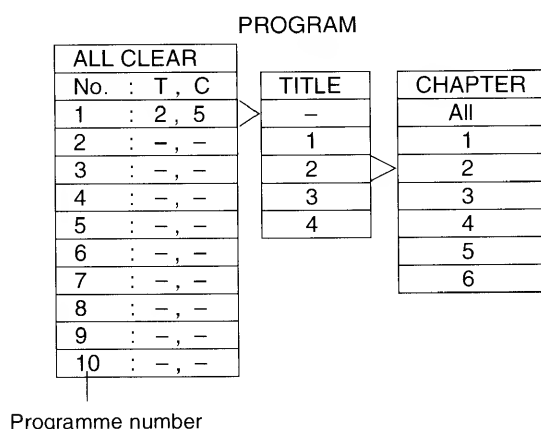 PROGRAM
ALL CLEAR
No. : T, C
1 : 2, 5
2 : –, –
3 : –, –
4 : –, –
5 : –, –
6 : –, –
7 : –, –
8 : –, –
9 : –, –
10 : –, –
TITLE
–
1
2
3
4
CHAPTER
All
1
2
3
4
5
6
Programme number